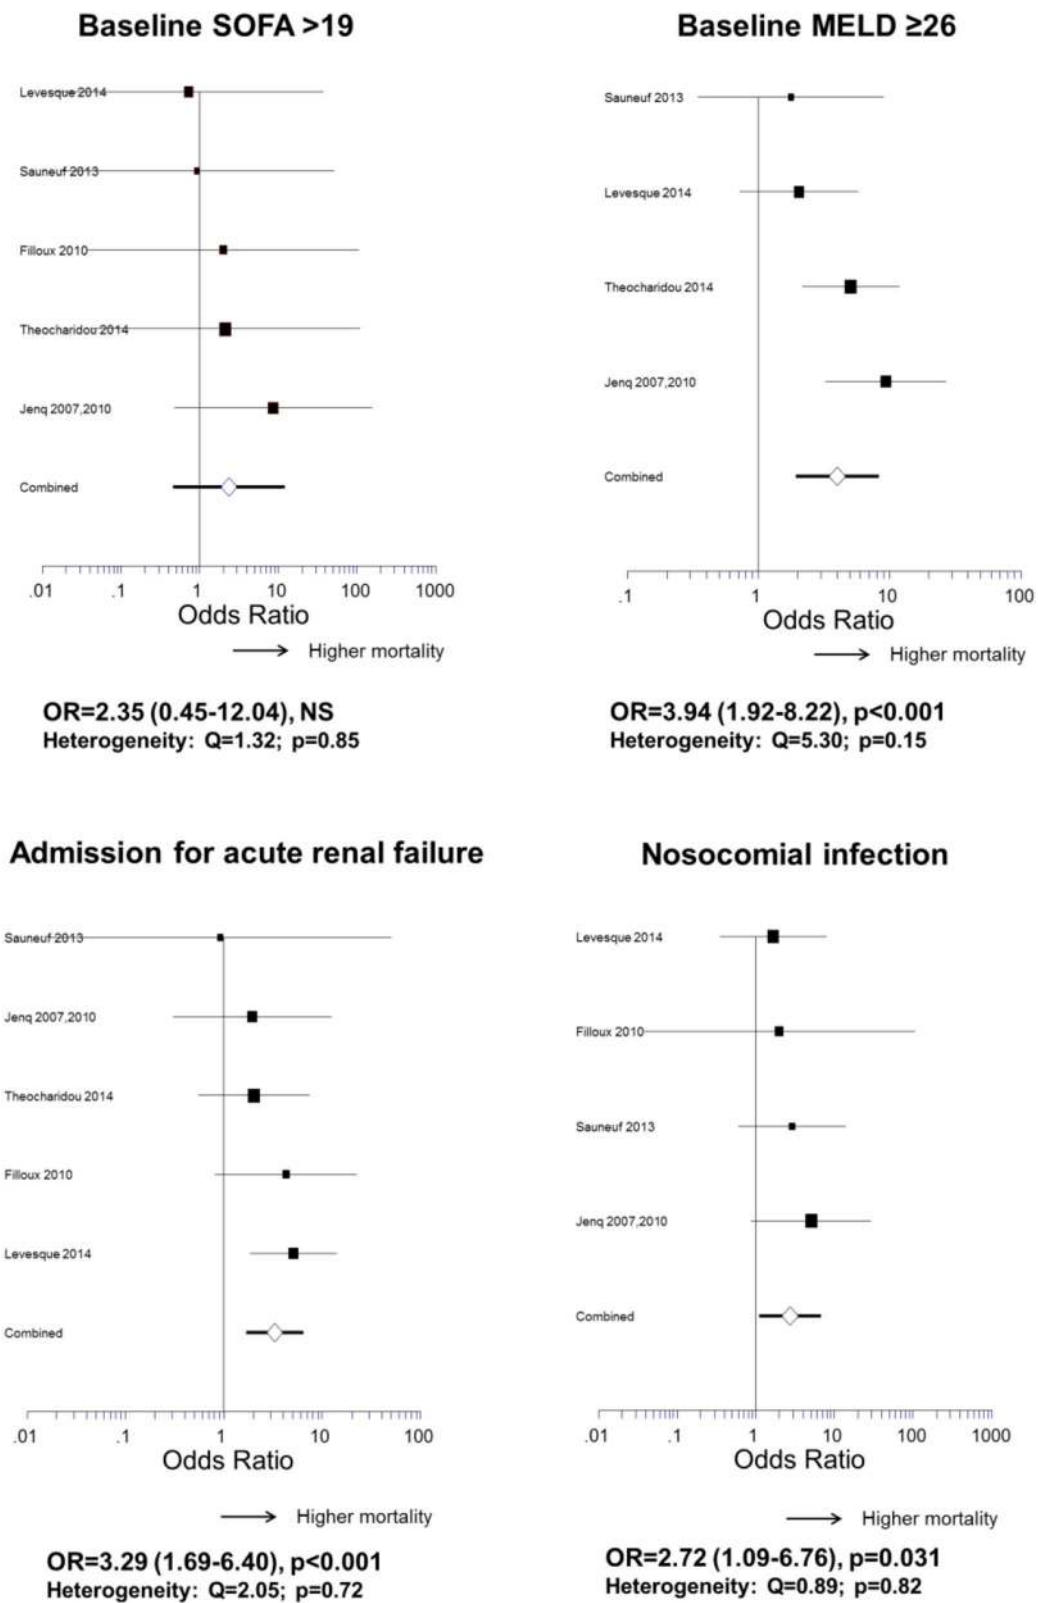 Baseline SOFA >19
Levesque 2014
Sauneuf 2013
Filloux 2010
Theocharidou 2014
Jenq 2007,2010
Combined
.01 .1 1 10 100 1000
Odds Ratio
Higher mortality
OR=2.35 (0.45-12.04), NS
Heterogeneity: Q=1.32; p=0.85
Baseline MELD ≥26
Sauneuf 2013
Levesque 2014
Theocharidou 2014
Jenq 2007,2010
Combined
.1 1 10 100
Odds Ratio
Higher mortality
OR=3.94 (1.92-8.22), p<0.001
Heterogeneity: Q=5.30; p=0.15
Admission for acute renal failure
Sauneuf 2013
Jenq 2007,2010
Theocharidou 2014
Filloux 2010
Levesque 2014
Combined
.01 .1 1 10 100
Odds Ratio
Higher mortality
OR=3.29 (1.69-6.40), p<0.001
Heterogeneity: Q=2.05; p=0.72
Nosocomial infection
Levesque 2014
Filloux 2010
Sauneuf 2013
Jenq 2007,2010
Combined
.01 .1 1 10 100 1000
Odds Ratio
Higher mortality
OR=2.72 (1.09-6.76), p=0.031
Heterogeneity: Q=0.89; p=0.82